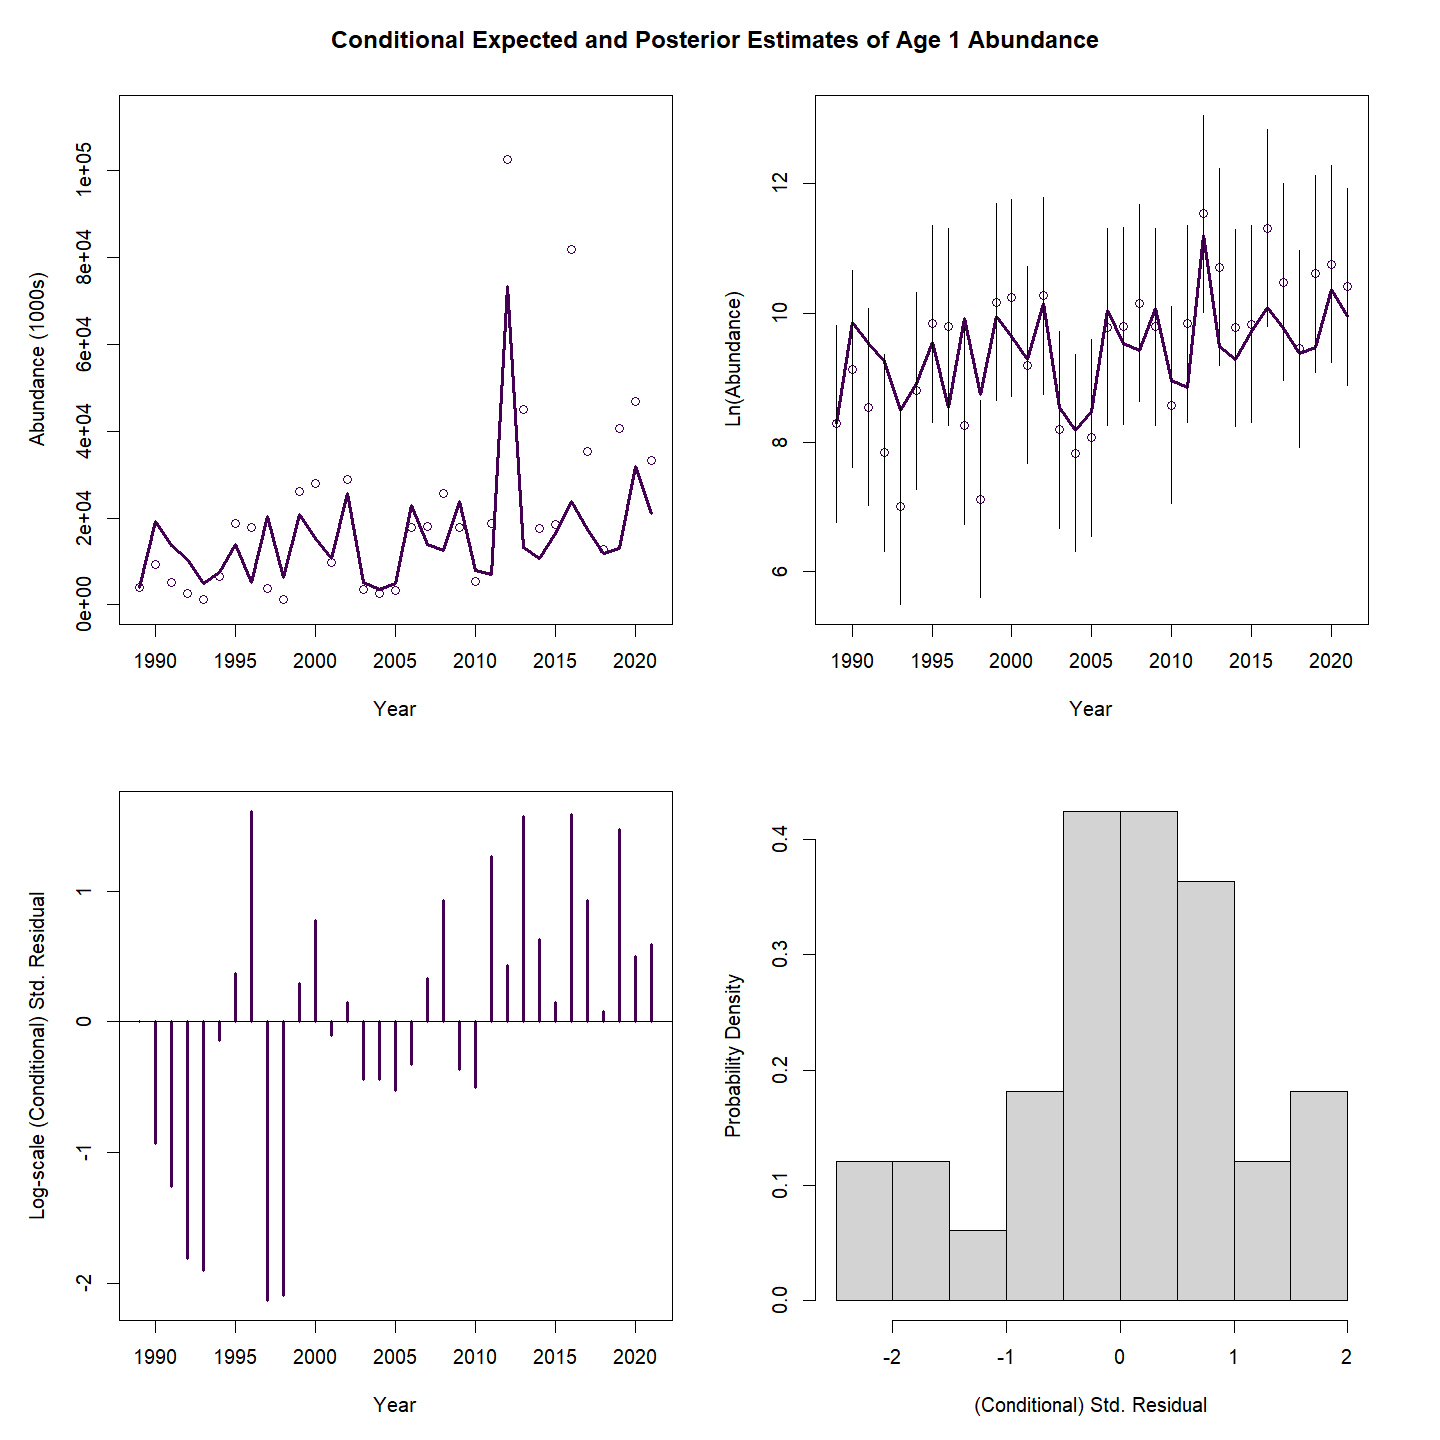 Conditional Expected and Posterior Estimates of Age 1 Abundance
Abundance (1000s)
0e+00 2e+04 4e+04 6e+04 8e+04 1e+05
1990 1995 2000 2005 2010 2015 2020
Year
Ln(Abundance)
6 8 10 12
1990 1995 2000 2005 2010 2015 2020
Year
Log-scale (Conditional) Std. Residual
-2 -1 0 1
1990 1995 2000 2005 2010 2015 2020
Year
Probability Density
0.0 0.1 0.2 0.3 0.4
-2 -1 0 1 2
(Conditional) Std. Residual